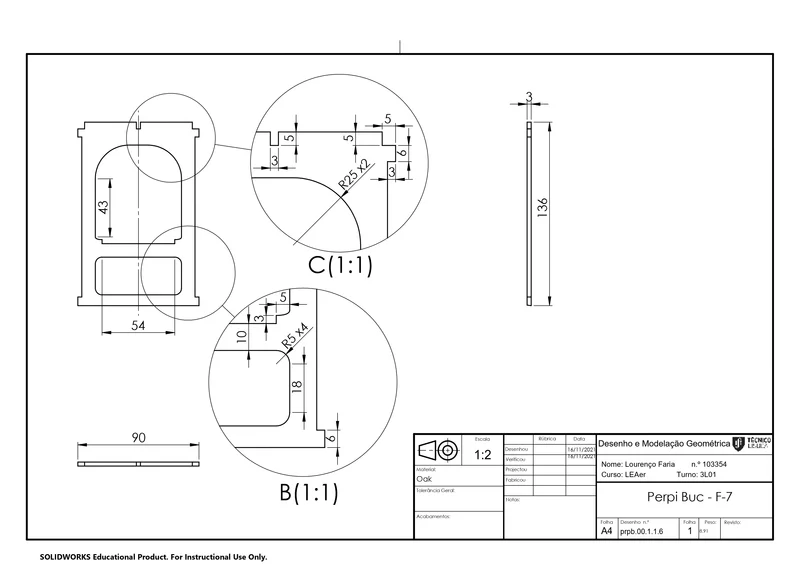 3
5
5
5
6
3
3
R25 x2
43
136
C(1:1)
54
5
3
10
R5 x4
18
6
B(1:1)
90
Escala
1:2
Rúbrica
Data
Desenhou
16/11/2021
Verificou
16/11/2021
Projectou
Fabricou
Notas:
Material:
Oak
Tolerância Geral:
Acabamentos:
Desenho e Modelação Geométrica
TÉCNICO
LISBOA
Nome: Lourenço Faria n.º 103354
Curso: LEAer Turno: 3L01
Perpi Buc - F-7
Folha
A4
Desenho n.º
prpb.00.1.1.6
Folha
1
Peso:
8.91
Revisão:
SOLIDWORKS Educational Product. For Instructional Use Only.